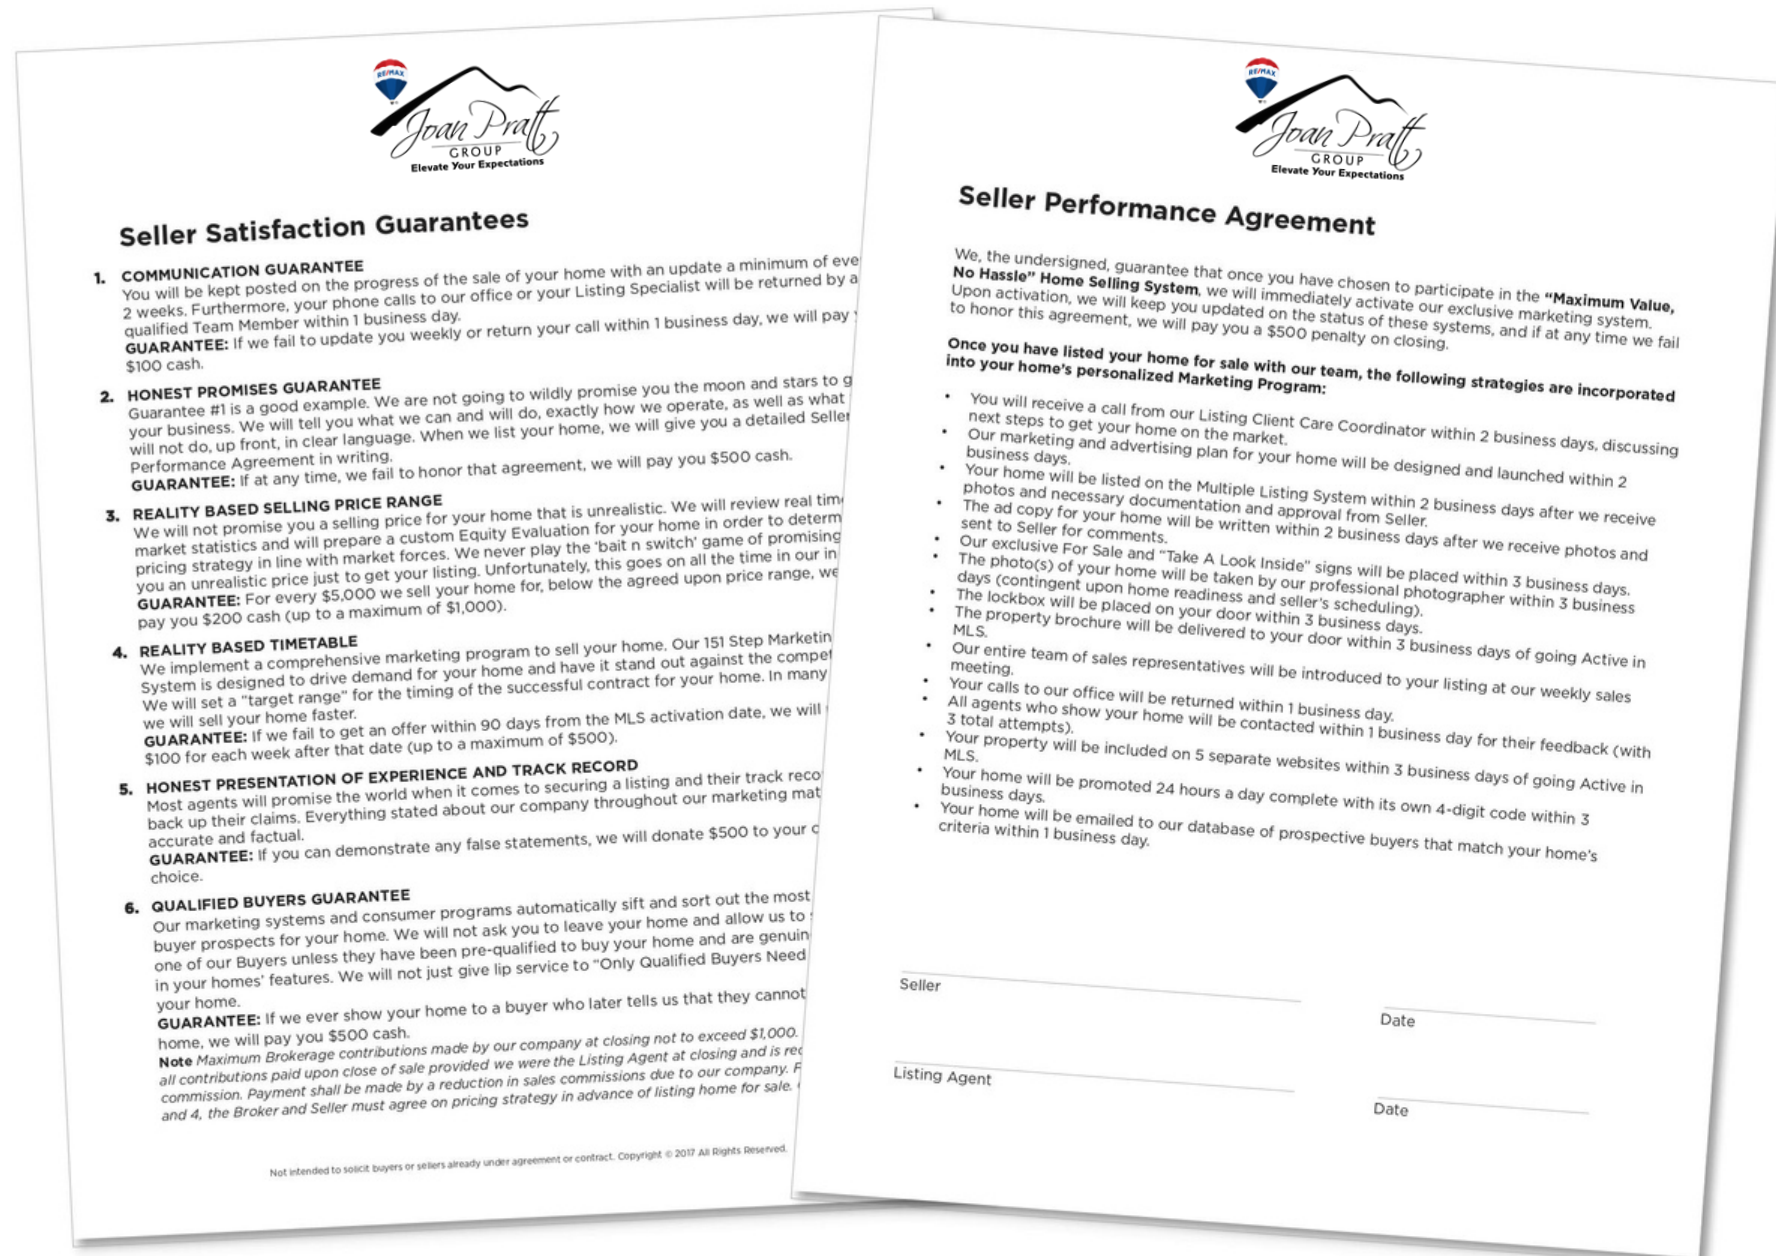 RE/MAX
Joan Pratt
GROUP
Elevate Your Expectations
Seller Satisfaction Guarantees
1. COMMUNICATION GUARANTEE
You will be kept posted on the progress of the sale of your home with an update a minimum of eve
2 weeks. Furthermore, your phone calls to our office or your Listing Specialist will be returned by a
qualified Team Member within 1 business day.
GUARANTEE: If we fail to update you weekly or return your call within 1 business day, we will pay
$100 cash.
2. HONEST PROMISES GUARANTEE
Guarantee #1 is a good example. We are not going to wildly promise you the moon and stars to g
your business. We will tell you what we can and will do, exactly how we operate, as well as what
will not do, up front, in clear language. When we list your home, we will give you a detailed Seller
Performance Agreement in writing.
GUARANTEE: If at any time, we fail to honor that agreement, we will pay you $500 cash.
3. REALITY BASED SELLING PRICE RANGE
We will not promise you a selling price for your home that is unrealistic. We will review real tim
market statistics and will prepare a custom Equity Evaluation for your home in order to determ
pricing strategy in line with market forces. We never play the 'bait n switch' game of promising
you an unrealistic price just to get your listing. Unfortunately, this goes on all the time in our in
GUARANTEE: For every $5,000 we sell your home for, below the agreed upon price range, we
pay you $200 cash (up to a maximum of $1,000).
4. REALITY BASED TIMETABLE
We implement a comprehensive marketing program to sell your home. Our 151 Step Marketin
System is designed to drive demand for your home and have it stand out against the compet
We will set a "target range" for the timing of the successful contract for your home. In many
we will sell your home faster.
GUARANTEE: If we fail to get an offer within 90 days from the MLS activation date, we will
$100 for each week after that date (up to a maximum of $500).
5. HONEST PRESENTATION OF EXPERIENCE AND TRACK RECORD
Most agents will promise the world when it comes to securing a listing and their track reco
back up their claims. Everything stated about our company throughout our marketing mat
accurate and factual.
GUARANTEE: If you can demonstrate any false statements, we will donate $500 to your c
choice.
6. QUALIFIED BUYERS GUARANTEE
Our marketing systems and consumer programs automatically sift and sort out the most
buyer prospects for your home. We will not ask you to leave your home and allow us to
one of our Buyers unless they have been pre-qualified to buy your home and are genuin
in your homes' features. We will not just give lip service to "Only Qualified Buyers Need
your home.
GUARANTEE: If we ever show your home to a buyer who later tells us that they cannot
home, we will pay you $500 cash.
Note Maximum Brokerage contributions made by our company at closing not to exceed $1,000.
all contributions paid upon close of sale provided we were the Listing Agent at closing and is rec
commission. Payment shall be made by a reduction in sales commissions due to our company. F
and 4, the Broker and Seller must agree on pricing strategy in advance of listing home for sale.
Not intended to solicit buyers or sellers already under agreement or contract. Copyright © 2017 All Rights Reserved.
RE/MAX
Joan Pratt
GROUP
Elevate Your Expectations
Seller Performance Agreement
We, the undersigned, guarantee that once you have chosen to participate in the "Maximum Value,
No Hassle" Home Selling System, we will immediately activate our exclusive marketing system.
Upon activation, we will keep you updated on the status of these systems, and if at any time we fail
to honor this agreement, we will pay you a $500 penalty on closing.
Once you have listed your home for sale with our team, the following strategies are incorporated
into your home's personalized Marketing Program:
• You will receive a call from our Listing Client Care Coordinator within 2 business days, discussing
next steps to get your home on the market.
• Our marketing and advertising plan for your home will be designed and launched within 2
business days.
• Your home will be listed on the Multiple Listing System within 2 business days after we receive
photos and necessary documentation and approval from Seller.
• The ad copy for your home will be written within 2 business days after we receive photos and
sent to Seller for comments.
• Our exclusive For Sale and "Take A Look Inside" signs will be placed within 3 business days.
• The photo(s) of your home will be taken by our professional photographer within 3 business
days (contingent upon home readiness and seller's scheduling).
• The lockbox will be placed on your door within 3 business days.
• The property brochure will be delivered to your door within 3 business days of going Active in
MLS.
• Our entire team of sales representatives will be introduced to your listing at our weekly sales
meeting.
• Your calls to our office will be returned within 1 business day.
• All agents who show your home will be contacted within 1 business day for their feedback (with
3 total attempts).
• Your property will be included on 5 separate websites within 3 business days of going Active in
MLS.
• Your home will be promoted 24 hours a day complete with its own 4-digit code within 3
business days.
• Your home will be emailed to our database of prospective buyers that match your home's
criteria within 1 business day.
Seller
Date
Listing Agent
Date